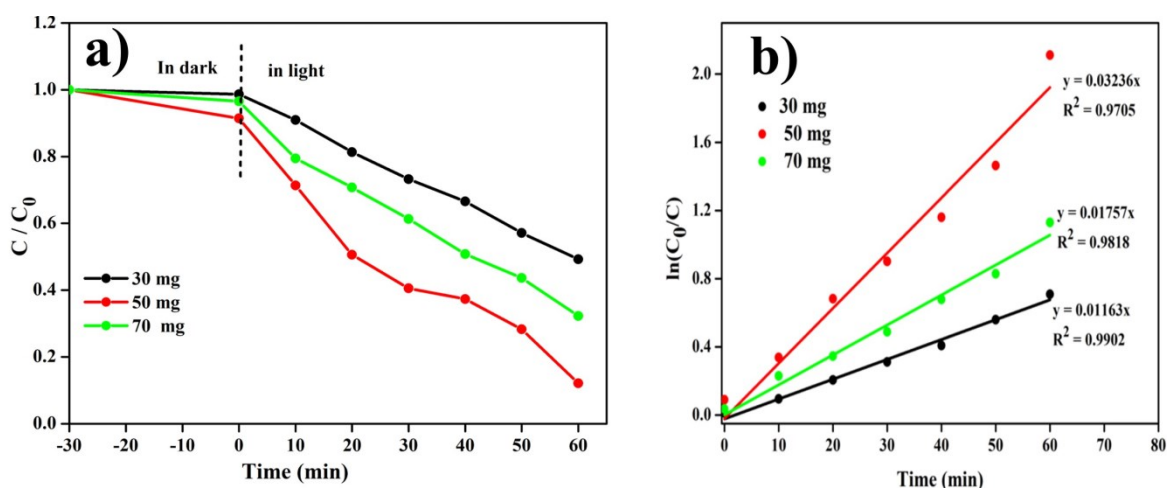 a)
In dark
in light
C / C0
1.2
1.0
0.8
0.6
0.4
0.2
0.0
30 mg
50 mg
70 mg
-30
-20
-10
0
10
20
30
40
50
60
Time (min)
b)
ln(C0/C)
2.0
1.6
1.2
0.8
0.4
0.0
30 mg
50 mg
70 mg
y = 0.03236x
R2 = 0.9705
y = 0.01757x
R2 = 0.9818
y = 0.01163x
R2 = 0.9902
0
10
20
30
40
50
60
70
80
Time (min)